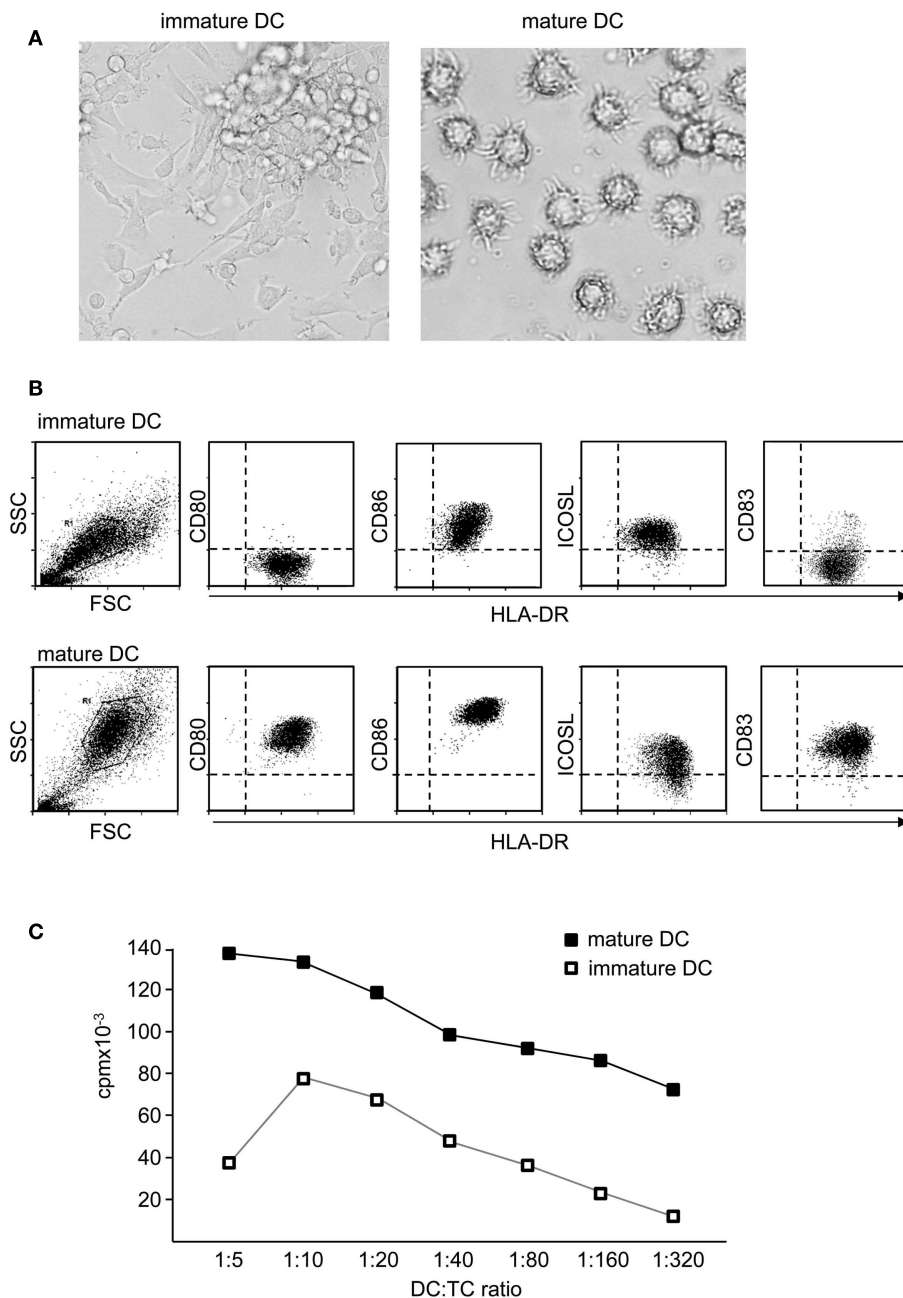 A
immature DC
mature DC
B
immature DC
SSC
R1
FSC
CD80
CD86
ICOSL
CD83
HLA-DR
mature DC
SSC
R1
FSC
CD80
CD86
ICOSL
CD83
HLA-DR
C
cpmx10-3
140
120
100
80
60
40
20
mature DC
immature DC
1:5 1:10 1:20 1:40 1:80 1:160 1:320
DC:TC ratio